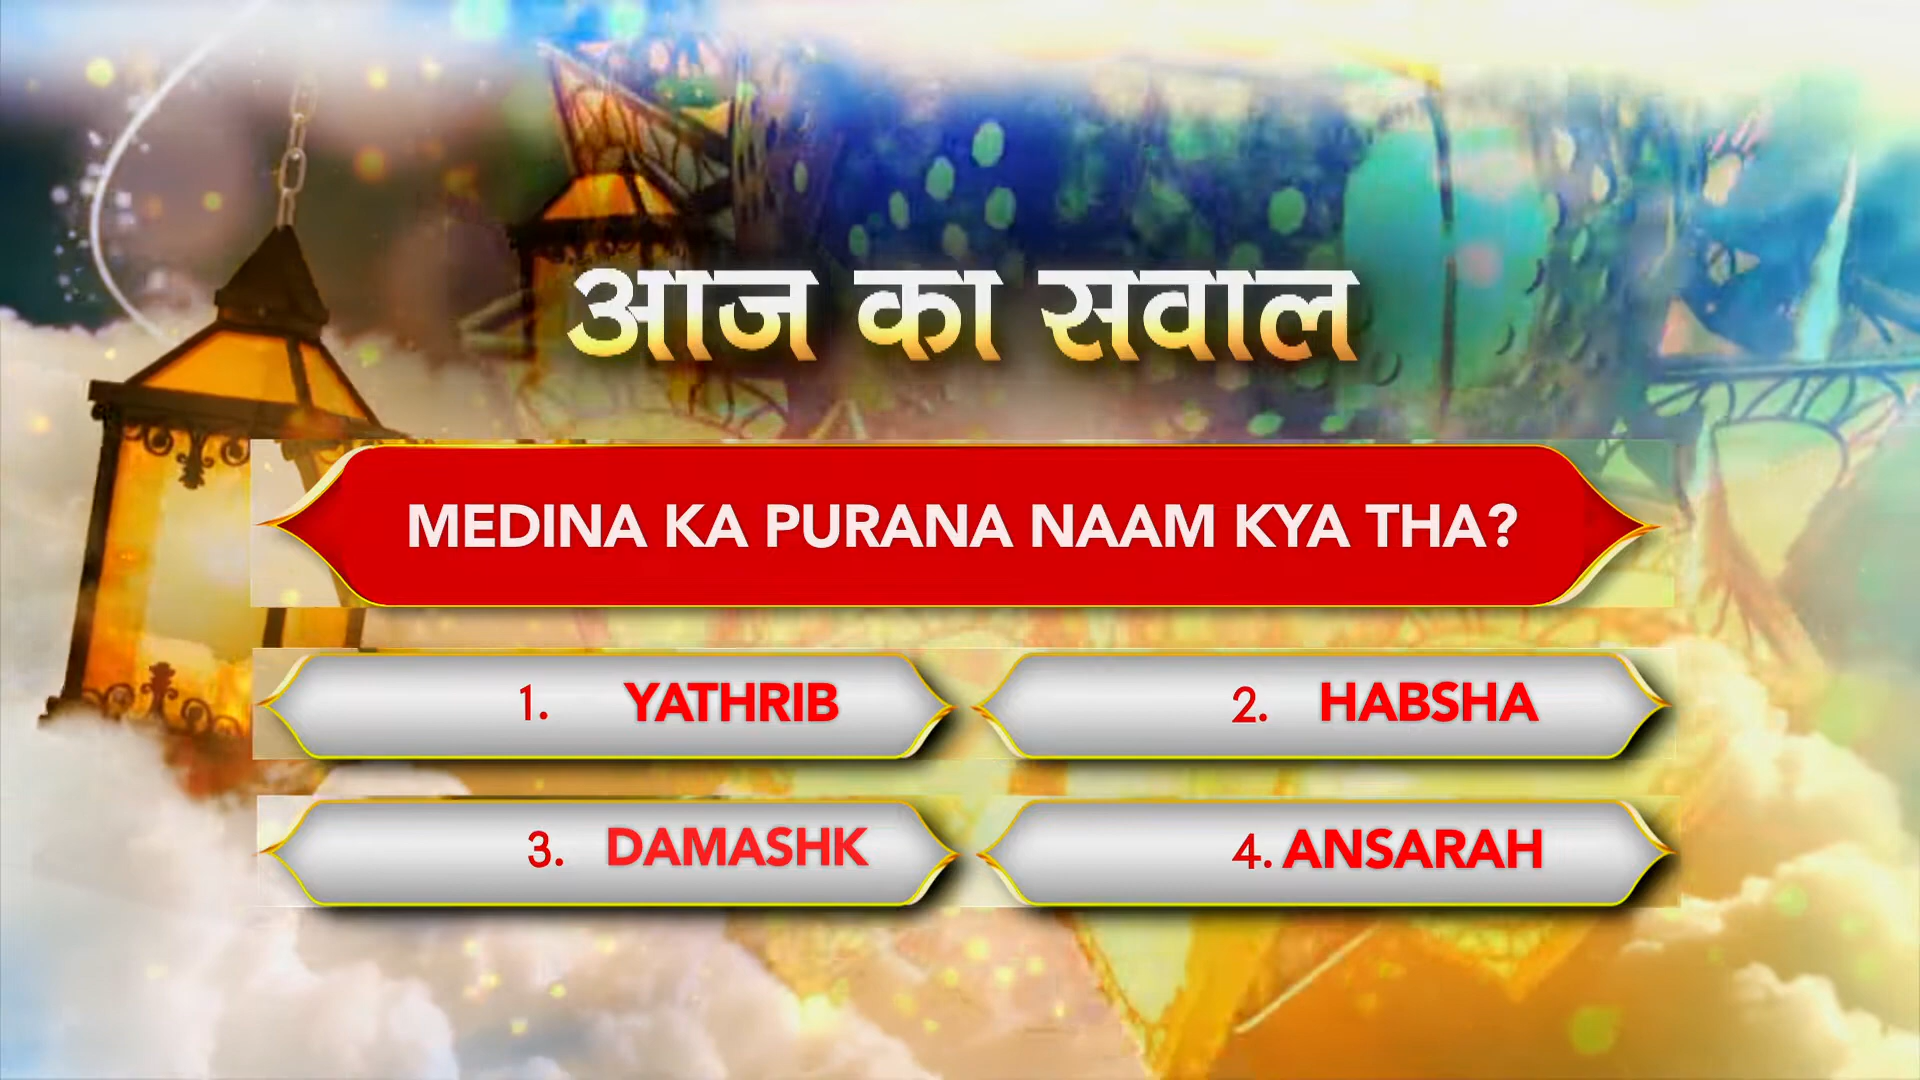 आज का सवाल
MEDINA KA PURANA NAAM KYA THA?
1. YATHRIB
2. HABSHA
3. DAMASHK
4. ANSARAH